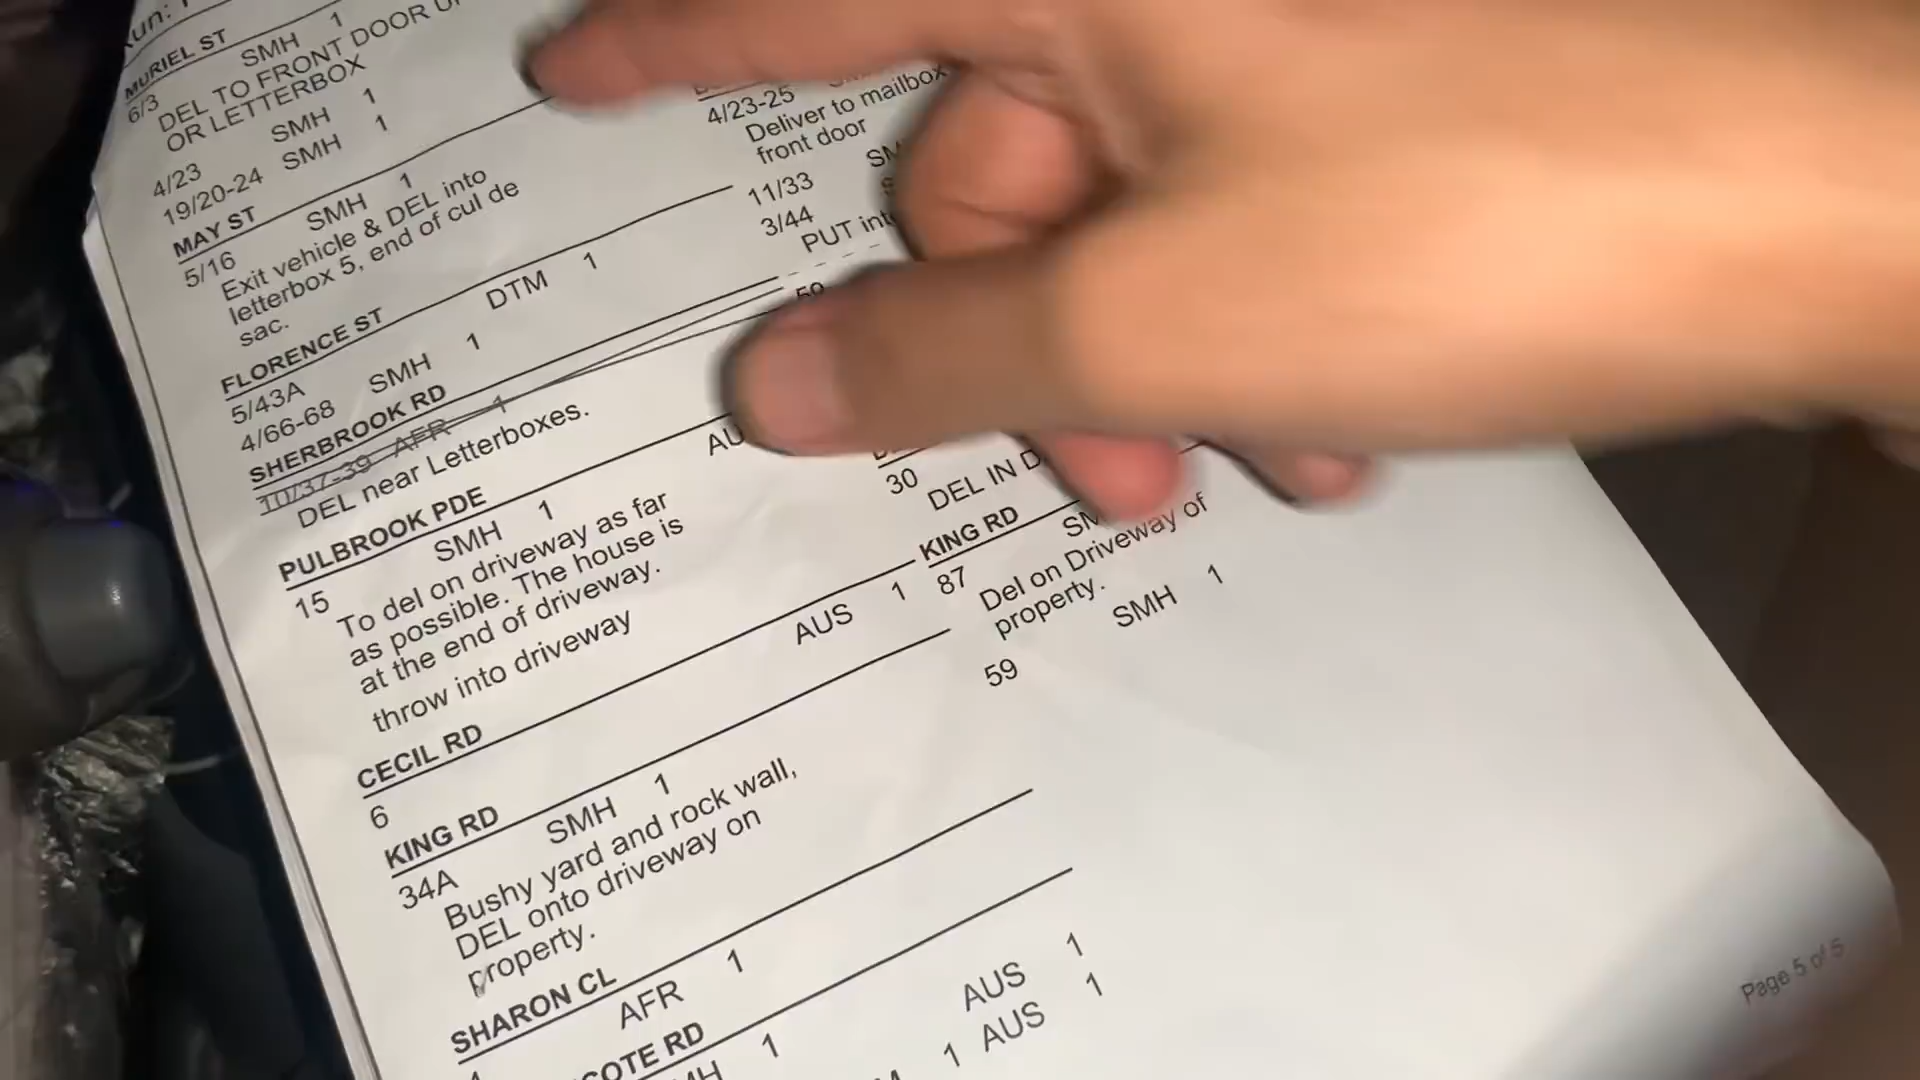 Run:
MURIEL ST
6/3 SMH 1
DEL TO FRONT DOOR
OR LETTERBOX
4/23 SMH 1
19/20-24 SMH 1
MAY ST
5/16 SMH 1
Exit vehicle & DEL into
letterbox 5, end of cul de
sac.
FLORENCE ST
5/43A DTM 1
4/66-68 SMH 1
SHERBROOK RD
10/37-39 AFR 1
DEL near Letterboxes.
PULBROOK PDE
15 SMH 1
To del on driveway as far
as possible. The house is
at the end of driveway.
throw into driveway
CECIL RD
6 AUS 1
KING RD
34A SMH 1
Bushy yard and rock wall,
DEL onto driveway on
property.
SHARON CL
AFR 1
COTE RD
1
AUS 1
1 AUS 1
4/23-25
Deliver to mailbox
front door
11/33
3/44
PUT
59
30
DEL IN
KING RD
87
Del on Driveway of
property.
59 SMH 1
Page 5 of 5